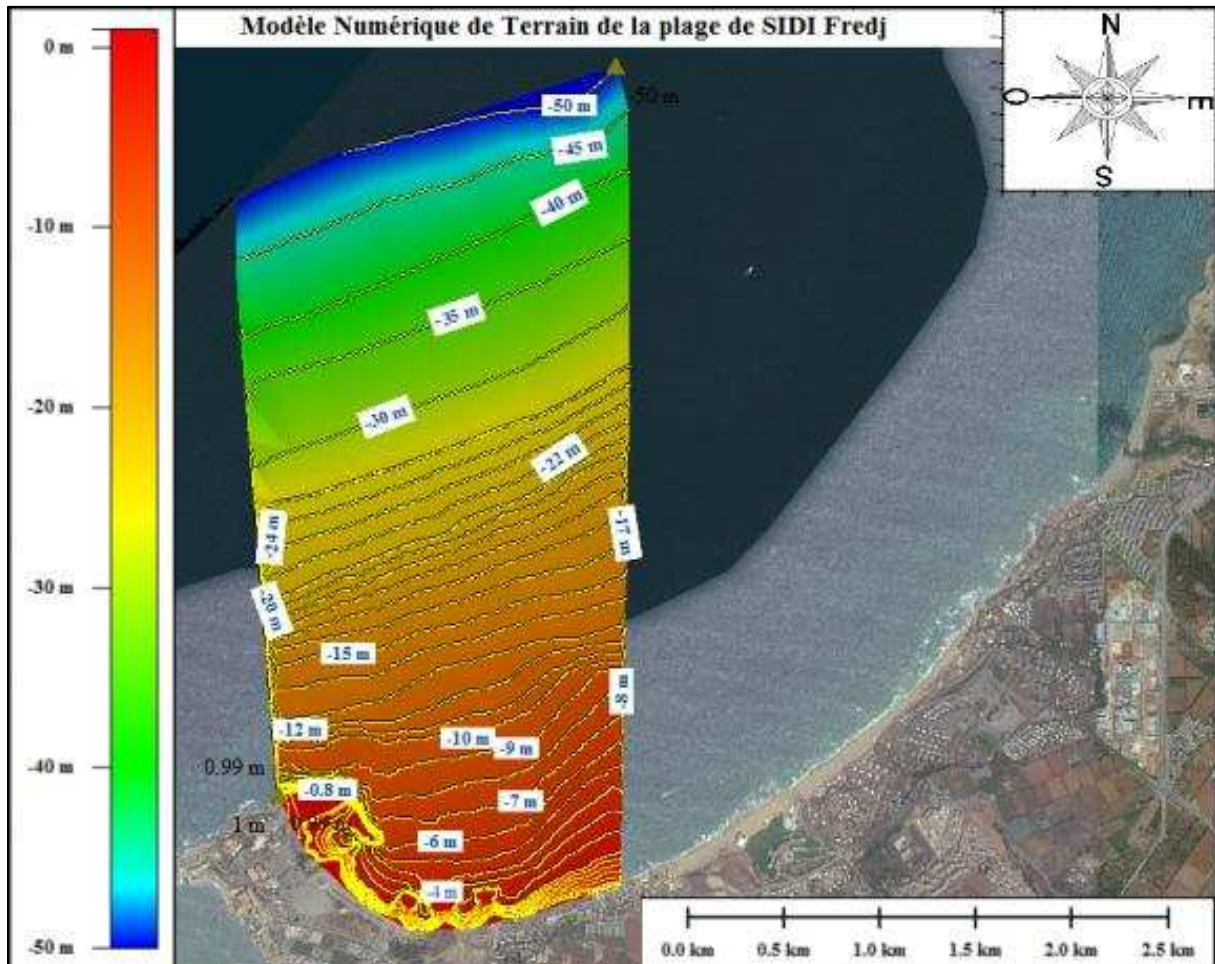 Modèle Numérique de Terrain de la plage de SIDI Fredj
0 m
-10 m
-20 m
-30 m
-40 m
-50 m
N
O
E
S
-50 m
-50 m
-45 m
-40 m
-35 m
-30 m
-22 m
-24 m
-17 m
-20 m
-15 m
-8 m
-12 m
-10 m
-9 m
0.99 m
-0.8 m
-7 m
1 m
-6 m
-4 m
0.0 km
0.5 km
1.0 km
1.5 km
2.0 km
2.5 km